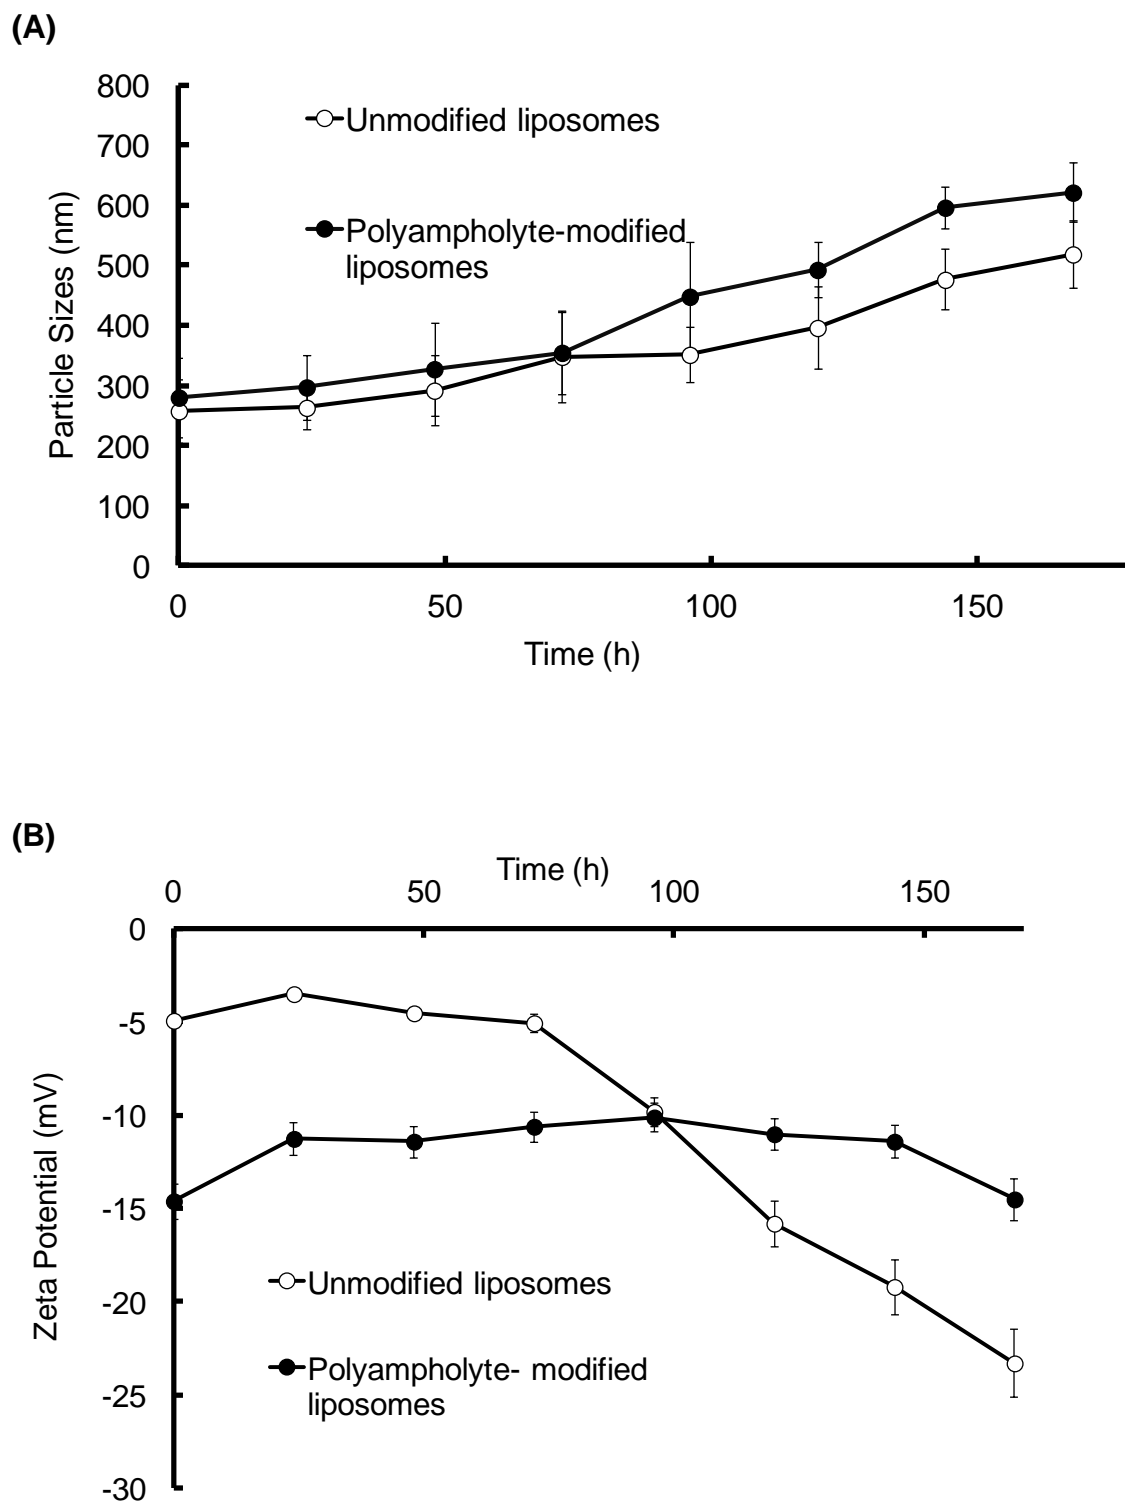 (A)
800
700
600
500
400
300
200
100
0
Particle Sizes (nm)
Unmodified liposomes
Polyampholyte-modified
liposomes
0 50 100 150
Time (h)
(B)
Time (h)
0 50 100 150
0
-5
-10
-15
-20
-25
-30
Zeta Potential (mV)
Unmodified liposomes
Polyampholyte- modified
liposomes